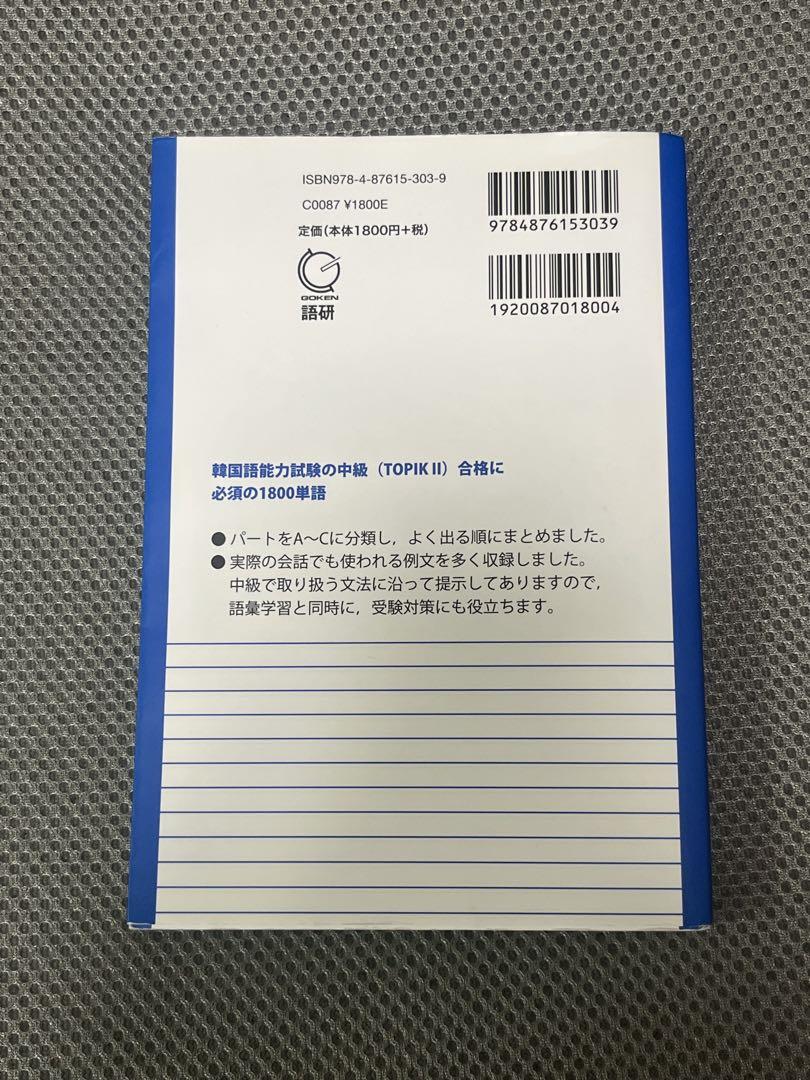 ISBN978-4-87615-303-9
C0087 ¥1800E
定価(本体1800円+税)
9784876153039
GOKEN
語研
1920087018004
韓国語能力試験の中級（TOPIK II）合格に
必須の1800単語
● パートをA～Cに分類し，よく出る順にまとめました。
● 実際の会話でも使われる例文を多く収録しました。
中級で取り扱う文法に沿って提示してありますので，
語彙学習と同時に，受験対策にも役立ちます。